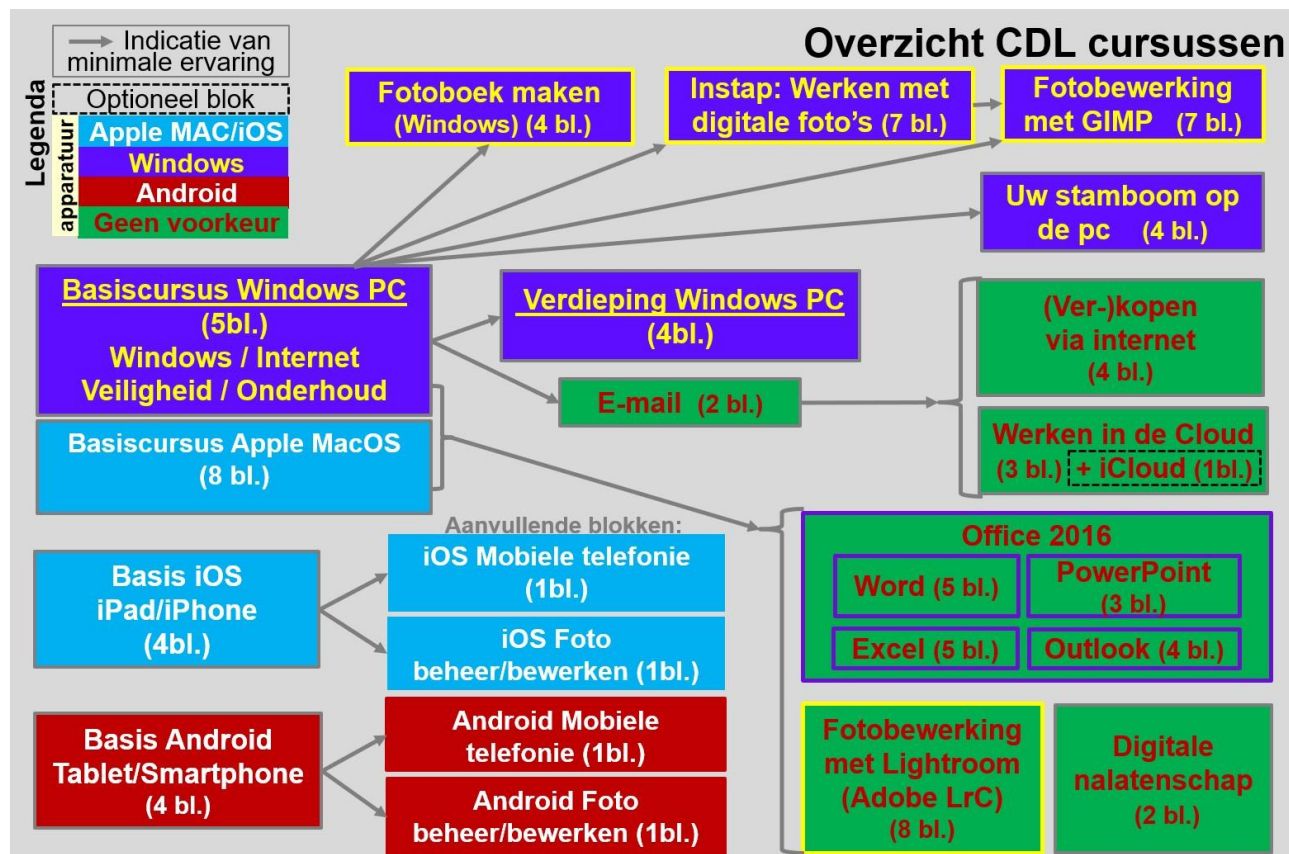 Overzicht CDL cursussen
Indicatie van
minimale ervaring
Legenda
Optioneel blok
apparatuur
Apple MAC/iOS
Windows
Android
Geen voorkeur
Fotoboek maken
(Windows) (4 bl.)
Instap: Werken met
digitale foto's (7 bl.)
Fotobewerking
met GIMP (7 bl.)
Uw stamboom op
de pc (4 bl.)
Basiscursus Windows PC
(5bl.)
Windows / Internet
Veiligheid / Onderhoud
Verdieping Windows PC
(4bl.)
E-mail (2 bl.)
(Ver-)kopen
via internet
(4 bl.)
Werken in de Cloud
(3 bl.) + iCloud (1bl.)
Basiscursus Apple MacOS
(8 bl.)
Aanvullende blokken:
Basis iOS
iPad/iPhone
(4bl.)
iOS Mobiele telefonie
(1bl.)
iOS Foto
beheer/bewerken (1bl.)
Office 2016
Word (5 bl.)
PowerPoint
(3 bl.)
Excel (5 bl.)
Outlook (4 bl.)
Basis Android
Tablet/Smartphone
(4 bl.)
Android Mobiele
telefonie (1bl.)
Android Foto
beheer/bewerken (1bl.)
Fotobewerking
met Lightroom
(Adobe LrC)
(8 bl.)
Digitale
nalatenschap
(2 bl.)